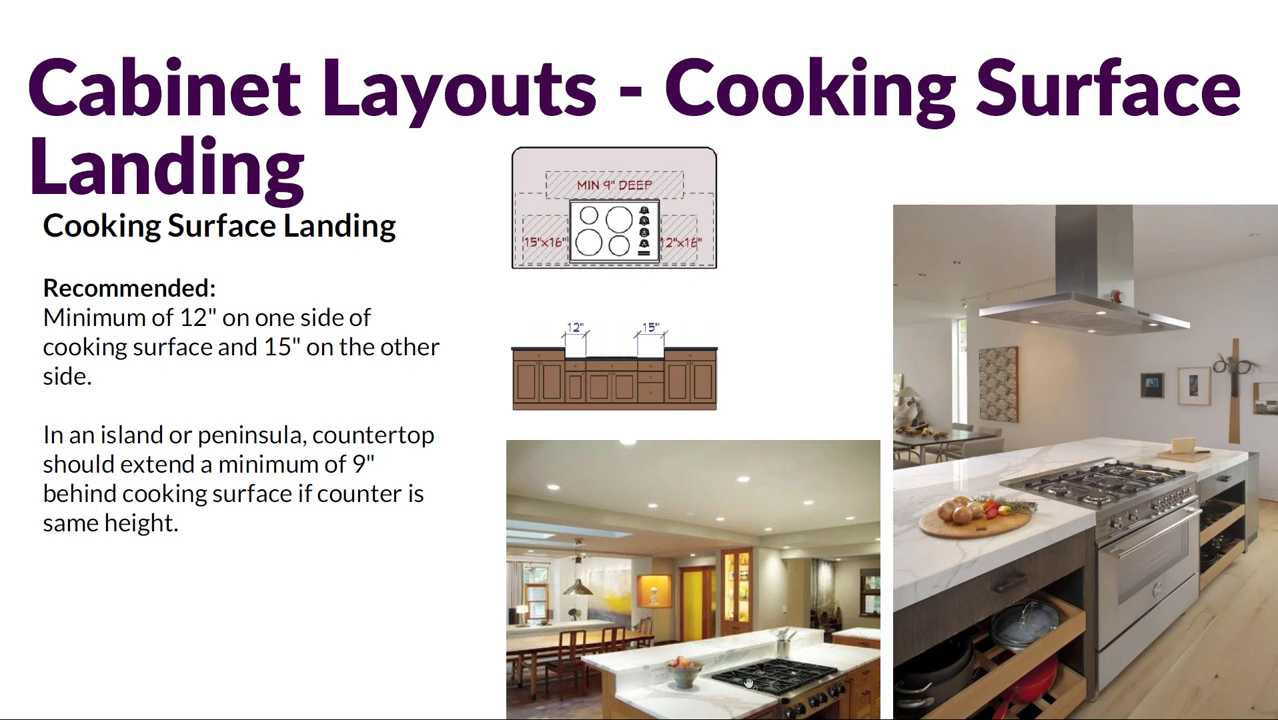 Cabinet Layouts - Cooking Surface
Landing
Cooking Surface Landing
Recommended:
Minimum of 12" on one side of
cooking surface and 15" on the other
side.
In an island or peninsula, countertop
should extend a minimum of 9"
behind cooking surface if counter is
same height.
MIN 9" DEEP
15"x16"
12"x16"
12"
15"